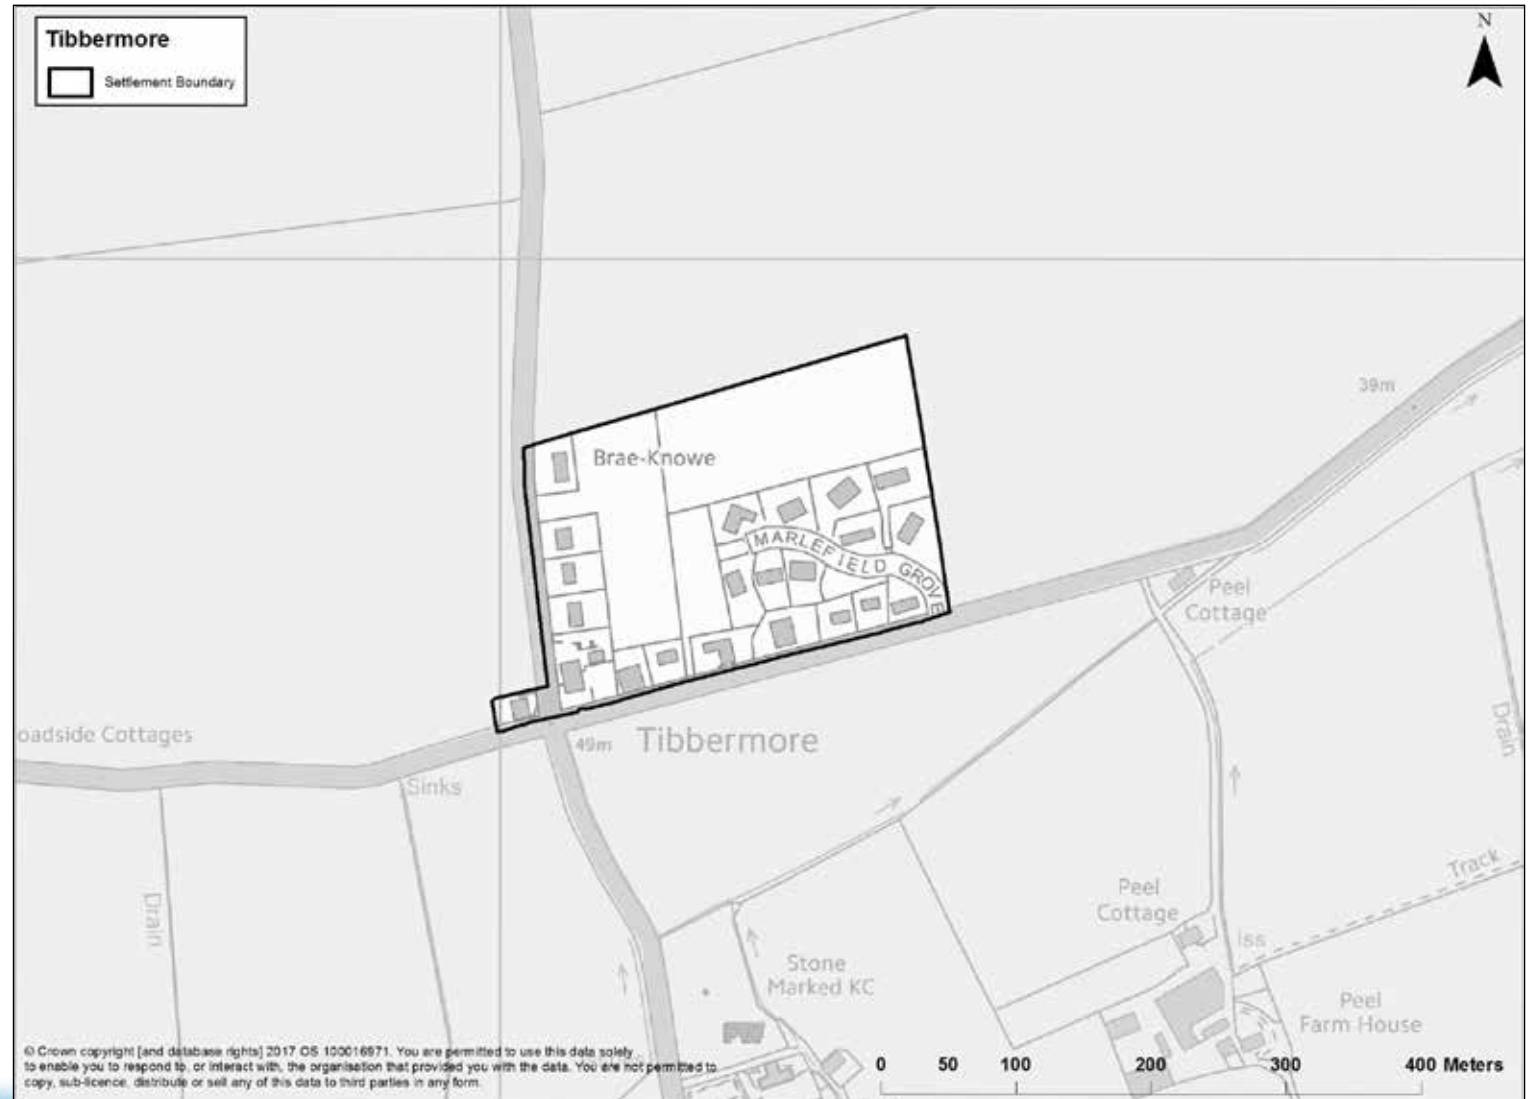 Tibbermore
Settlement Boundary
N
39m
Brae-Knowe
MARLEFIELD GROVE
Peel
Cottage
oadside Cottages
49m
Tibbermore
Sinks
Drain
Drain
Track
Peel
Cottage
Iss
Stone
Marked KC
Peel
Farm House
© Crown copyright [and database rights] 2017 OS 100016971. You are permitted to use this data solely
to enable you to respond to, or interact with, the organisation that provided you with the data. You are not permitted to
copy, sub-licence, distribute or sell any of this data to third parties in any form.
0 50 100 200 300 400 Meters